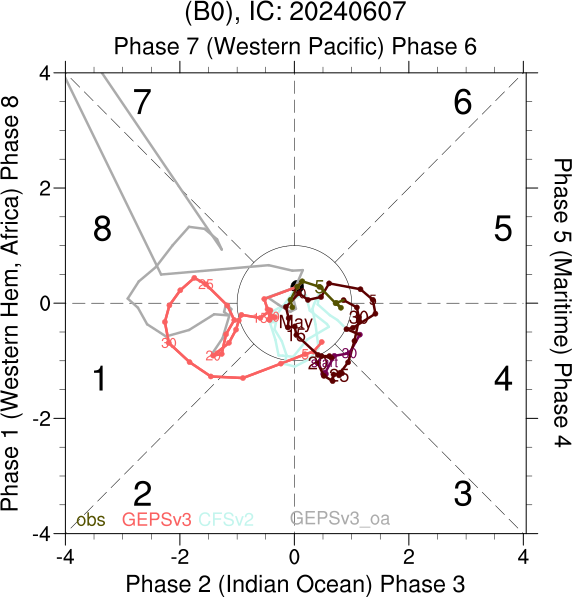 (B0), IC: 20240607
Phase 7 (Western Pacific) Phase 6
Phase 1 (Western Hem, Africa) Phase 8
Phase 5 (Maritime) Phase 4
4
2
0
-2
-4
7
6
8
5
1
4
2
3
25
30
20
5
5
30
May
15
20
obs
GEPSv3
CFSv2
GEPSv3_oa
-4
-2
0
2
4
Phase 2 (Indian Ocean) Phase 3